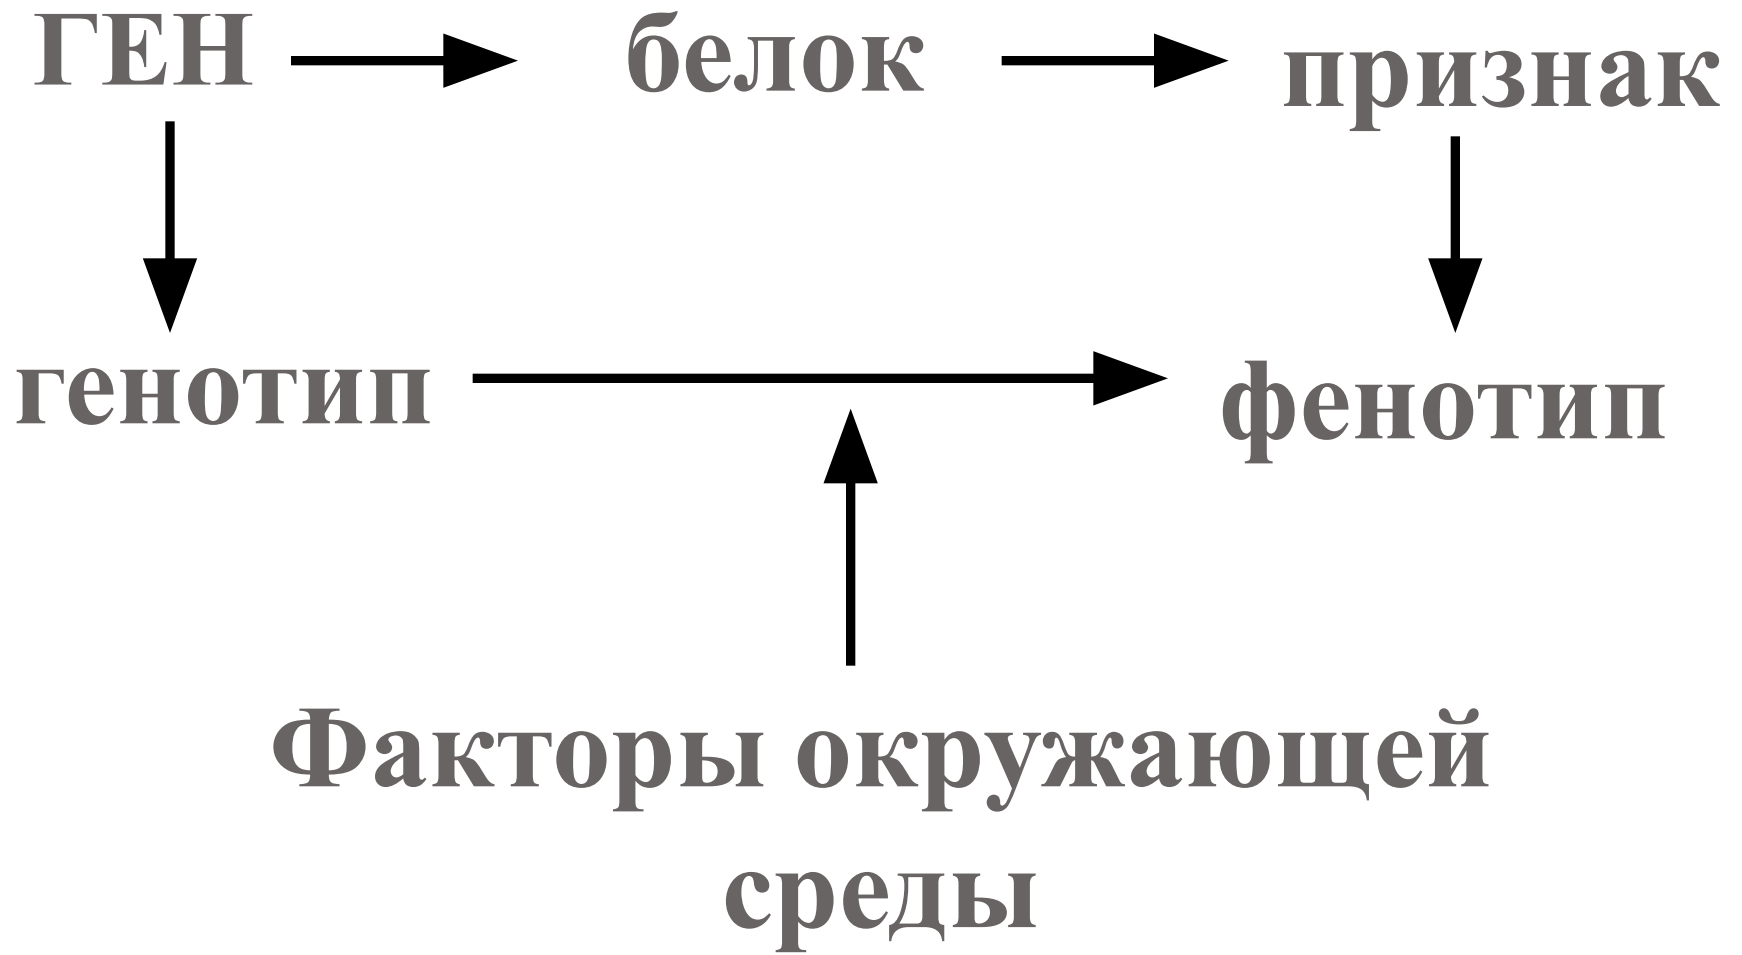 ГЕН белок признак
генотип фенотип
Факторы окружающей
среды